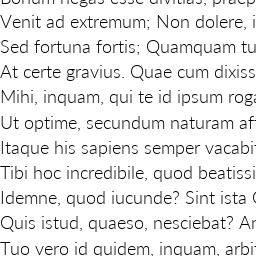 Bonum negas esse divitias, praep
Venit ad extremum; Non dolere, i
Sed fortuna fortis; Quamquam tu
At certe gravius. Quae cum dixiss
Mihi, inquam, qui te id ipsum roga
Ut optime, secundum naturam aff
Itaque his sapiens semper vacabit
Tibi hoc incredibile, quod beatissi
Idemne, quod iucunde? Sint ista G
Quis istud, quaeso, nesciebat? An
Tuo vero id quidem, inquam, arbit